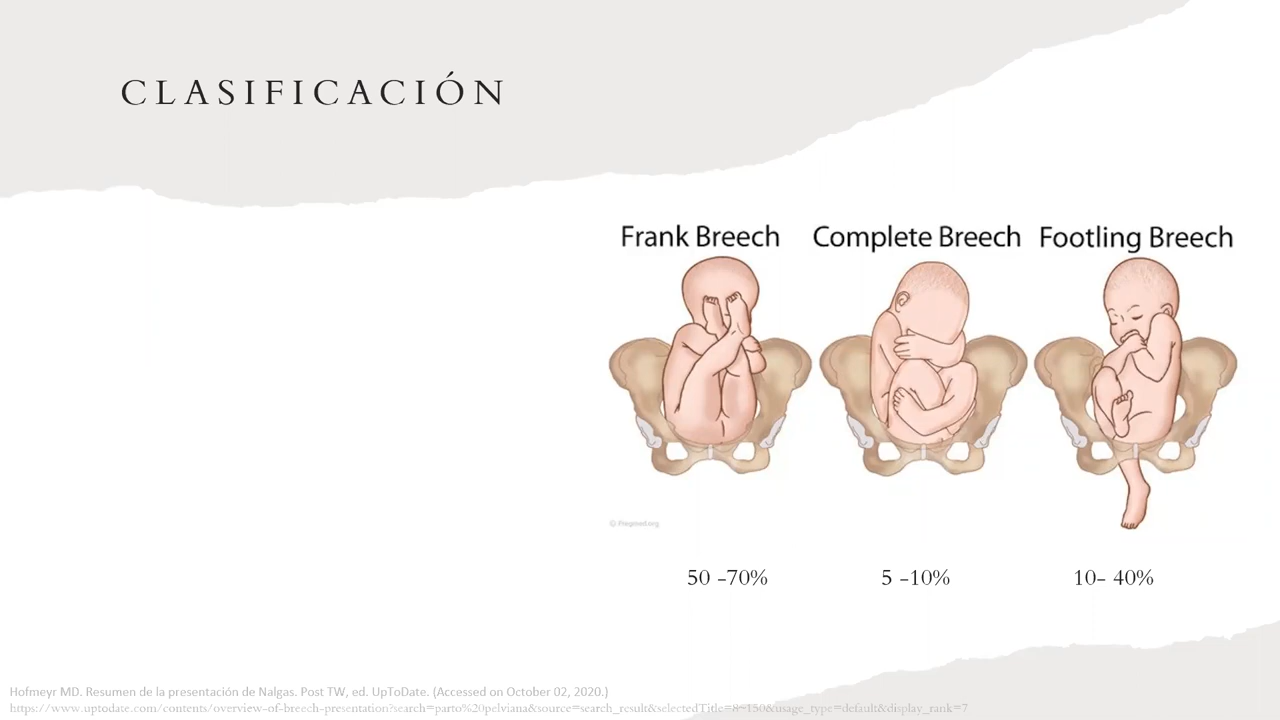 CLASIFICACIÓN
Frank Breech Complete Breech Footling Breech
© Fragmed.org
50 -70% 5 -10% 10- 40%
Hofmeyr MD. Resumen de la presentación de Nalgas. Post TW, ed. UpToDate. (Accessed on October 02, 2020.)
https://www.uptodate.com/contents/overview-of-breech-presentation?search=parto%20pelviana&source=search_result&selectedTitle=8~150&usage_type=default&display_rank=7